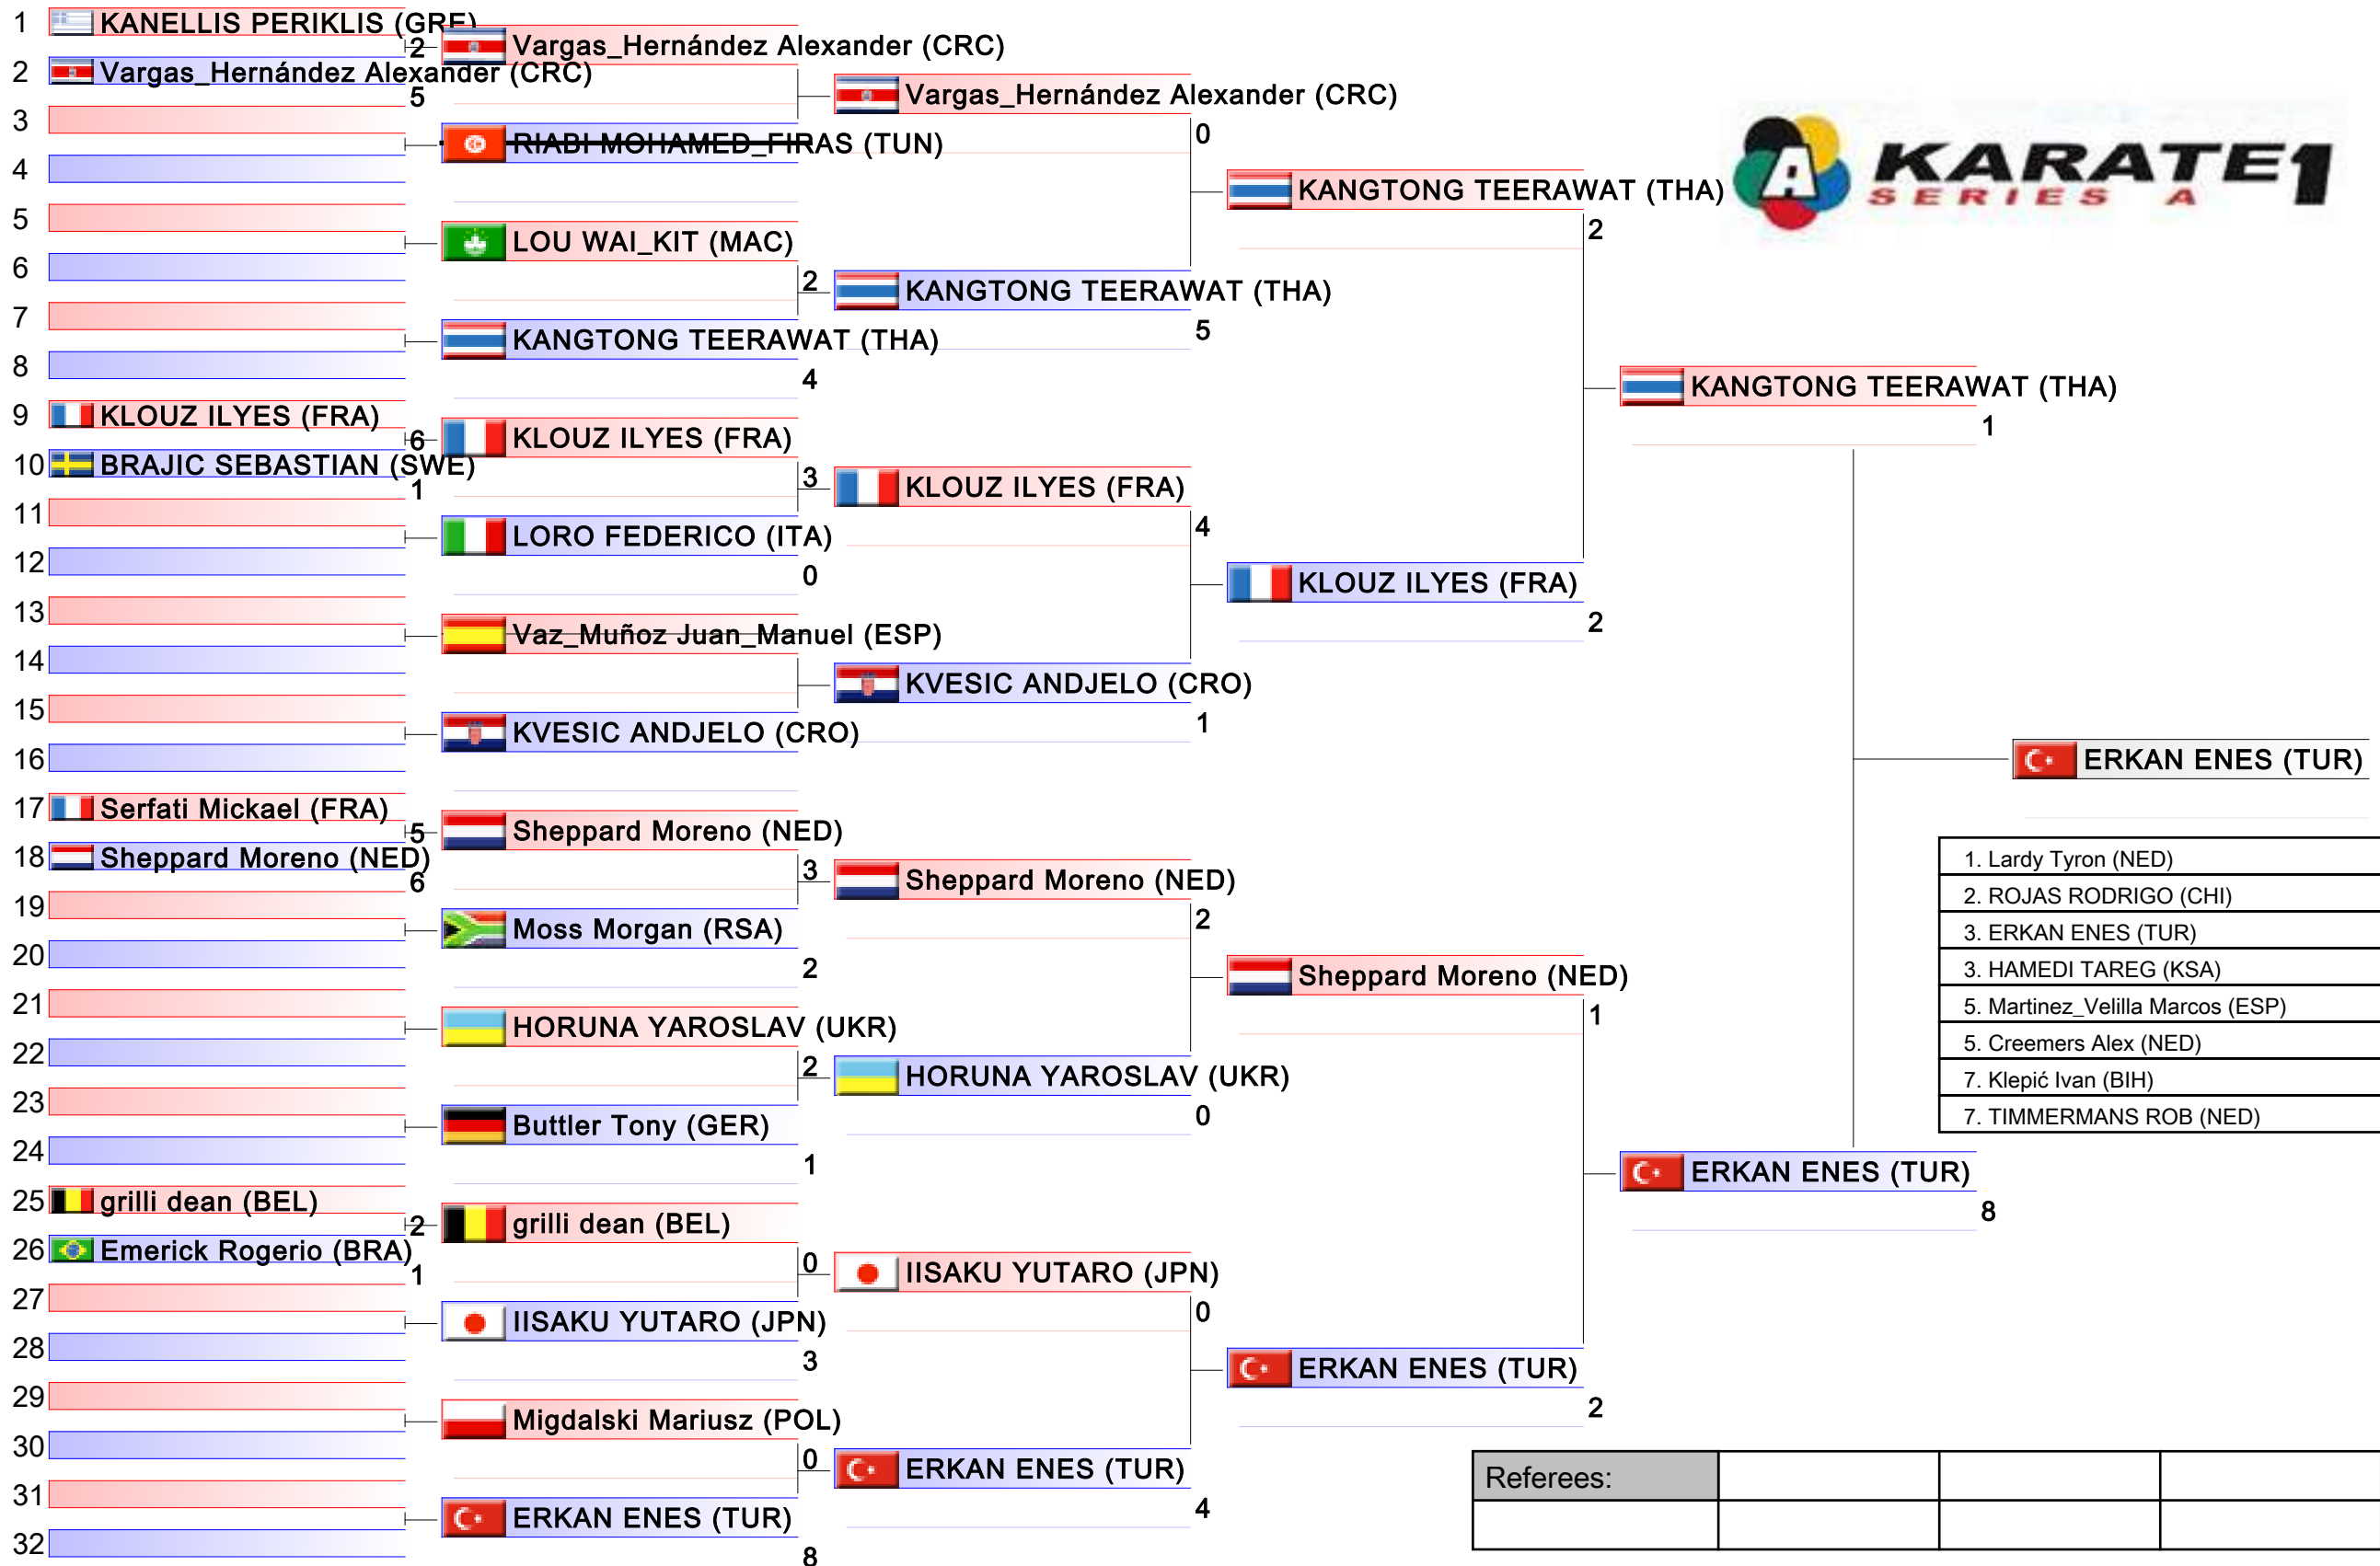 1 KANELLIS PERIKLIS (GRE)
2
2 Vargas_Hernández Alexander (CRC)
5
3
4
5
6
7
8
9 KLOUZ ILYES (FRA)
6
10 BRAJIC SEBASTIAN (SWE)
1
11
12
13
14
15
16
17 Serfati Mickael (FRA)
5
18 Sheppard Moreno (NED)
6
19
20
21
22
23
24
25 grilli dean (BEL)
2
26 Emerick Rogerio (BRA)
1
27
28
29
30
31
32
Vargas_Hernández Alexander (CRC)
RIABI MOHAMED_FIRAS (TUN)
LOU WAI_KIT (MAC)
2
KANGTONG TEERAWAT (THA)
4
KLOUZ ILYES (FRA)
3
LORO FEDERICO (ITA)
0
Vaz_Muñoz Juan_Manuel (ESP)
KVESIC ANDJELO (CRO)
Sheppard Moreno (NED)
3
Moss Morgan (RSA)
2
HORUNA YAROSLAV (UKR)
2
Buttler Tony (GER)
1
grilli dean (BEL)
0
IISAKU YUTARO (JPN)
3
Migdalski Mariusz (POL)
0
ERKAN ENES (TUR)
8
Vargas_Hernández Alexander (CRC)
0
KANGTONG TEERAWAT (THA)
5
KLOUZ ILYES (FRA)
4
KVESIC ANDJELO (CRO)
1
Sheppard Moreno (NED)
2
HORUNA YAROSLAV (UKR)
0
IISAKU YUTARO (JPN)
0
ERKAN ENES (TUR)
4
KANGTONG TEERAWAT (THA)
2
KLOUZ ILYES (FRA)
2
Sheppard Moreno (NED)
1
ERKAN ENES (TUR)
2
KANGTONG TEERAWAT (THA)
1
ERKAN ENES (TUR)
8
ERKAN ENES (TUR)
A KARATE1
SERIES A
1. Lardy Tyron (NED)
2. ROJAS RODRIGO (CHI)
3. ERKAN ENES (TUR)
3. HAMEDI TAREG (KSA)
5. Martinez_Velilla Marcos (ESP)
5. Creemers Alex (NED)
7. Klepić Ivan (BIH)
7. TIMMERMANS ROB (NED)
Referees: